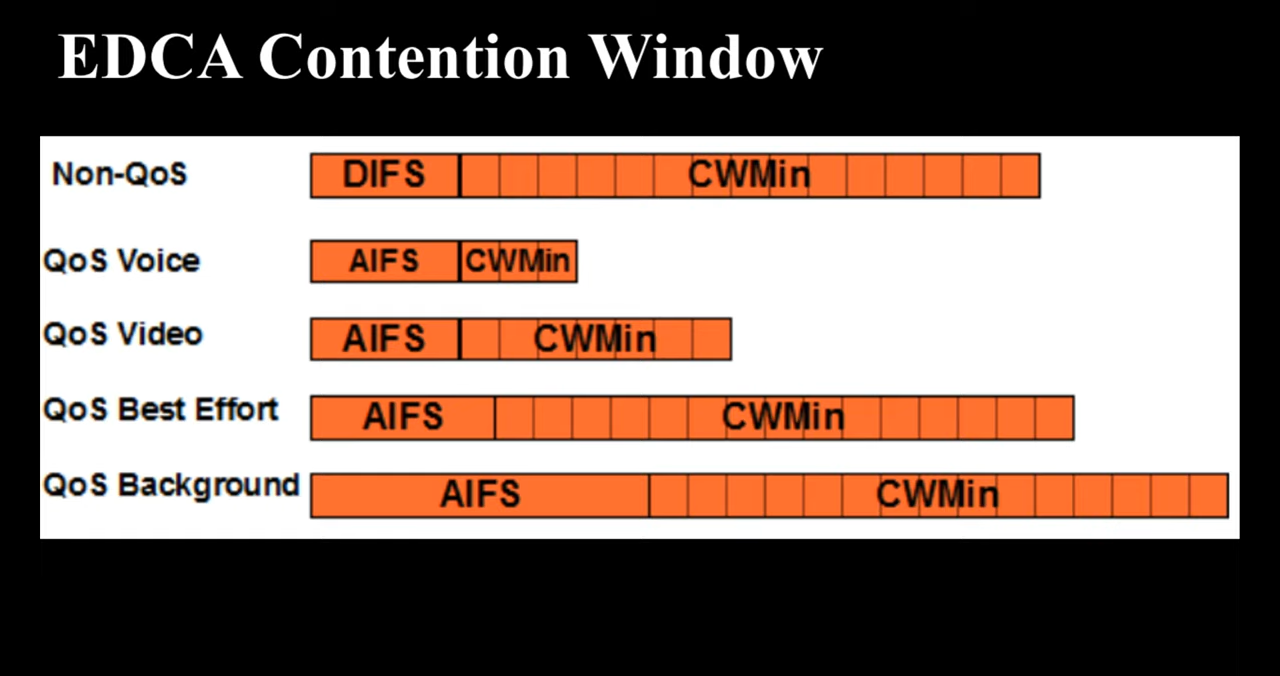 EDCA Contention Window
Non-QoS DIFS CWMin
QoS Voice AIFS CWMin
QoS Video AIFS CWMin
QoS Best Effort AIFS CWMin
QoS Background AIFS CWMin